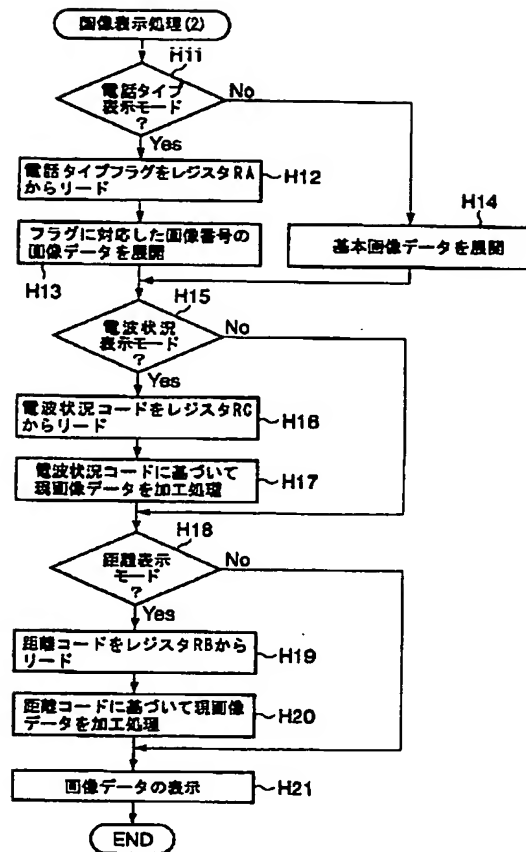 画像表示処理(2)
H11
電話タイプ
表示モード
?
No
Yes
電話タイプフラグをレジスタRA
からリード
H12
フラグに対応した画像番号の
画像データを展開
H13
H14
基本画像データを展開
H15
電波状況
表示モード
?
No
Yes
電波状況コードをレジスタRC
からリード
H16
電波状況コードに基づいて
現画像データを加工処理
H17
H18
距離表示
モード
?
No
Yes
距離コードをレジスタRBから
リード
H19
距離コードに基づいて現画像
データを加工処理
H20
画像データの表示
H21
END